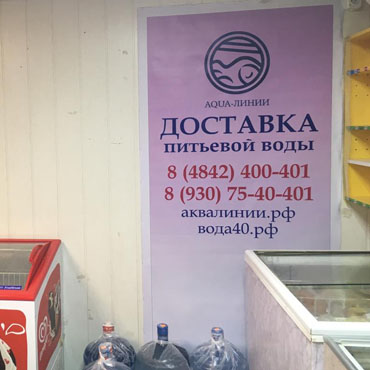 AQUA-ЛИНИИ
ДОСТАВКА
ПИТЬЕВОЙ ВОДЫ
8 (4842) 400-401
8 (930) 75-40-401
аквалинии.рф
вода40.рф